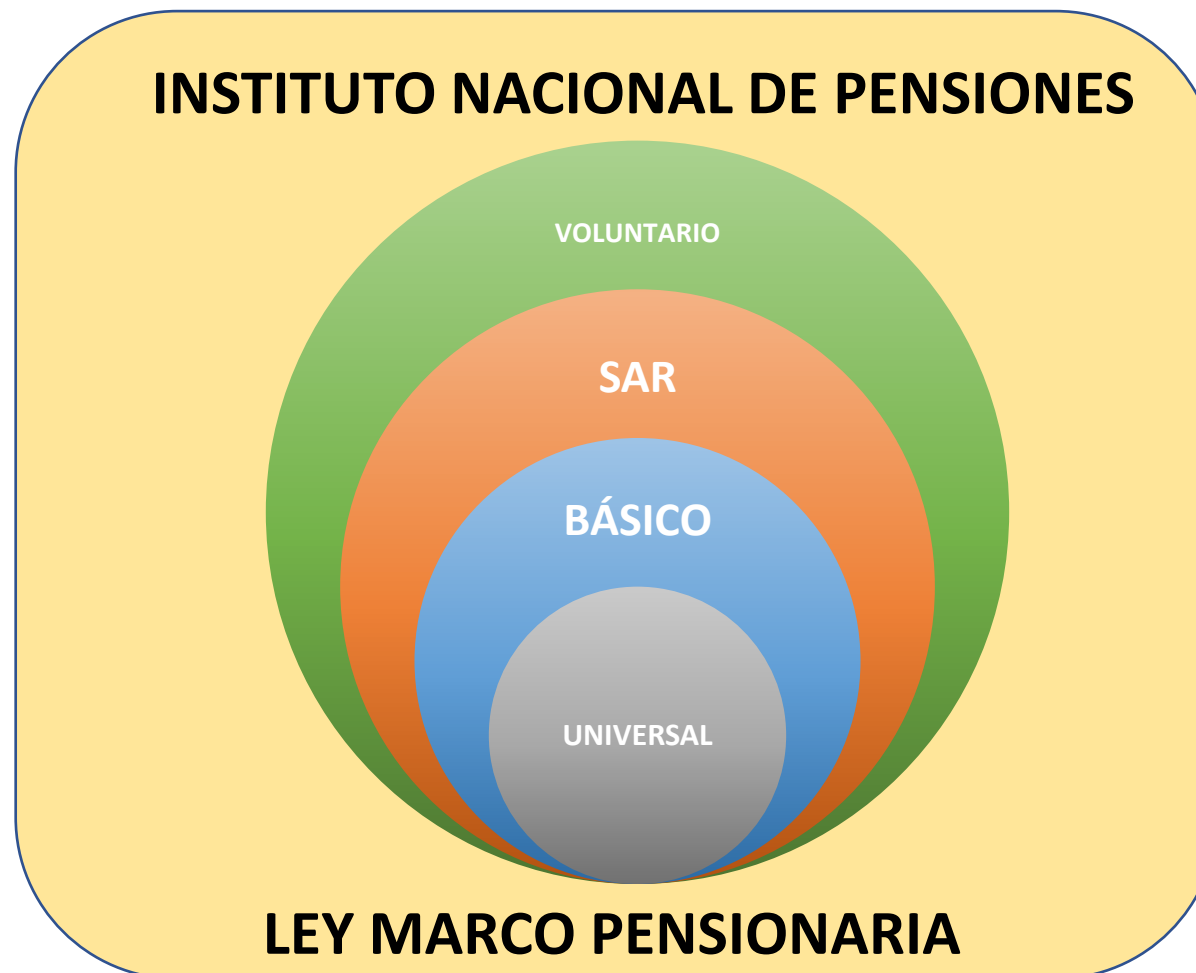 INSTITUTO NACIONAL DE PENSIONES
VOLUNTARIO
SAR
BÁSICO
UNIVERSAL
LEY MARCO PENSIONARIA